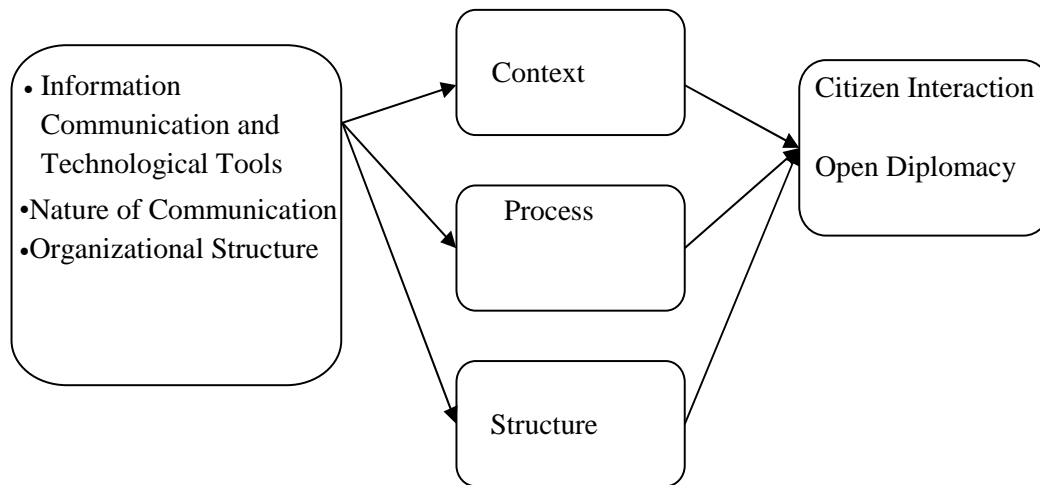 • Information
Communication and
Technological Tools
•Nature of Communication
•Organizational Structure
Context
Process
Structure
Citizen Interaction
Open Diplomacy